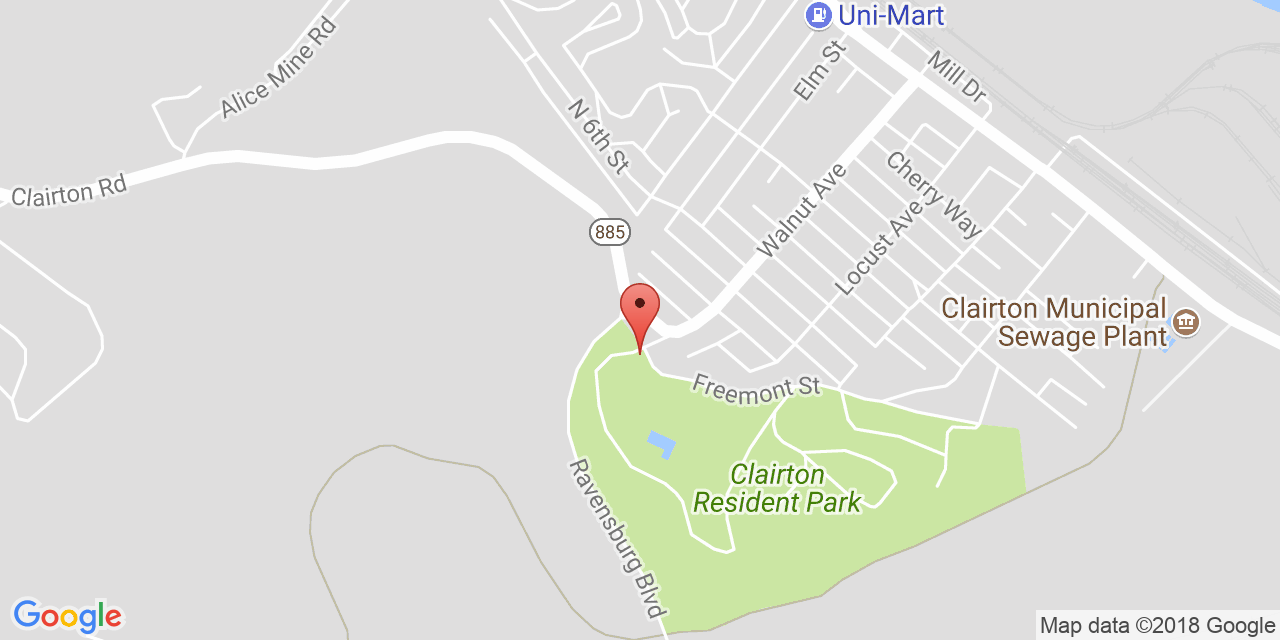 Uni-Mart
Alice Mine Rd
Elm St
Mill Dr
N 6th St
Clairton Rd
Cherry Way
Walnut Ave
Locust Ave
885
Clairton Municipal
Sewage Plant
Freemont St
Clairton
Resident Park
Ravensburg Blvd
Google
Map data ©2018 Google